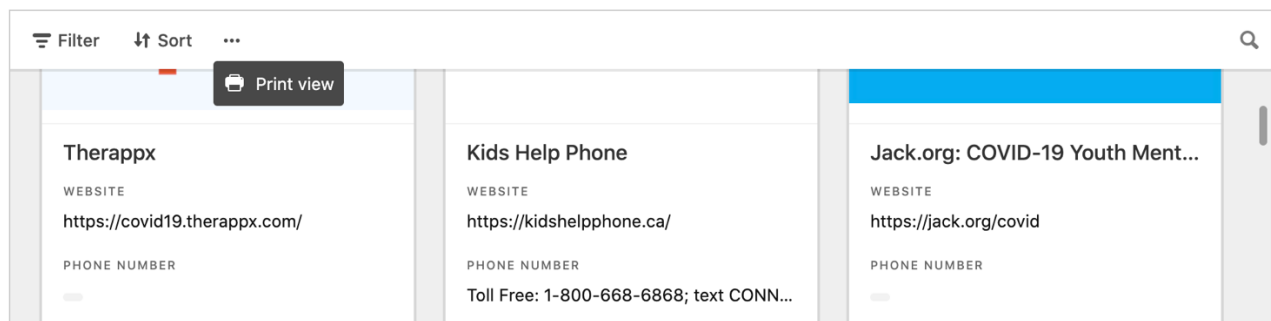 Filter Sort ...
Print view
Therappx Kids Help Phone Jack.org: COVID-19 Youth Ment...
WEBSITE WEBSITE WEBSITE
https://covid19.therappx.com/ https://kidshelpphone.ca/ https://jack.org/covid
PHONE NUMBER PHONE NUMBER PHONE NUMBER
Toll Free: 1-800-668-6868; text CONN...